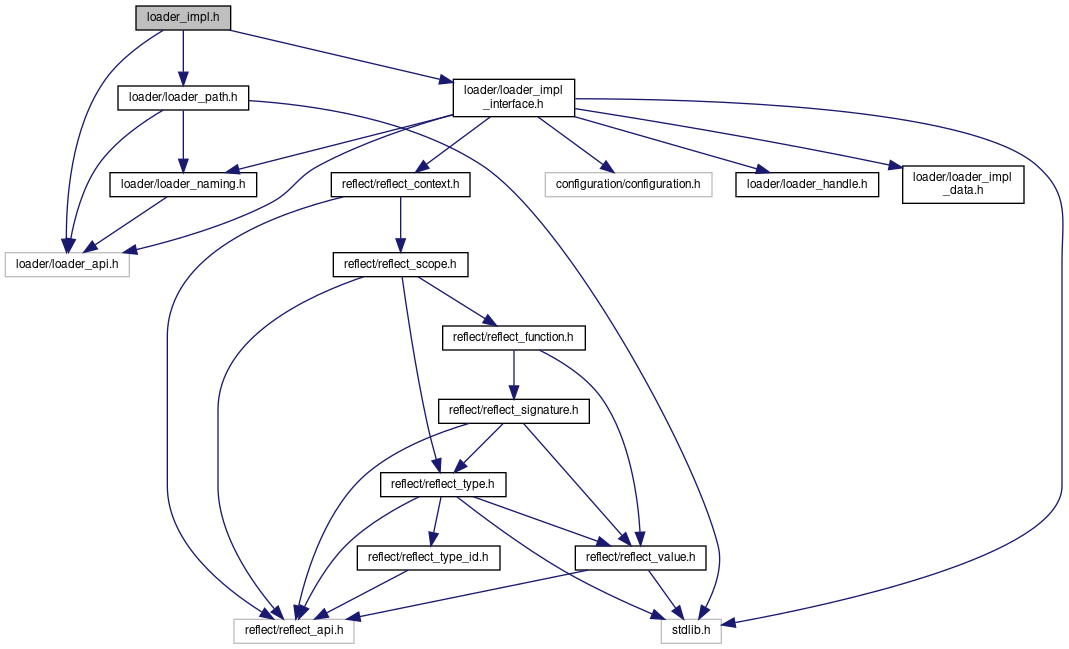 loader_impl.h
loader/loader_impl
_interface.h
loader/loader_path.h
loader/loader_naming.h
reflect/reflect_context.h
configuration/configuration.h
loader/loader_handle.h
loader/loader_impl
_data.h
loader/loader_api.h
reflect/reflect_scope.h
reflect/reflect_function.h
reflect/reflect_signature.h
reflect/reflect_type.h
reflect/reflect_type_id.h
reflect/reflect_value.h
reflect/reflect_api.h
stdlib.h